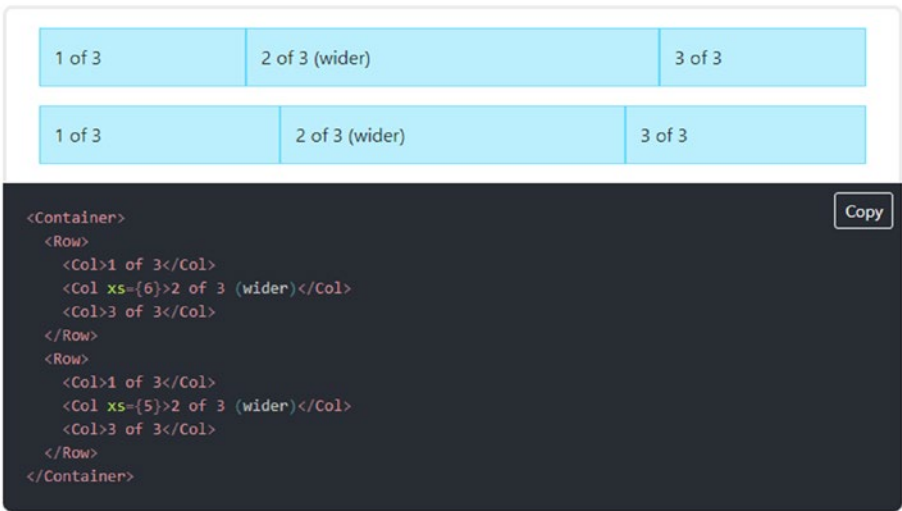 1 of 3 2 of 3 (wider) 3 of 3
1 of 3 2 of 3 (wider) 3 of 3
Copy
<Container>
  <Row>
    <Col>1 of 3</Col>
    <Col xs={6}>2 of 3 (wider)</Col>
    <Col>3 of 3</Col>
  </Row>
  <Row>
    <Col>1 of 3</Col>
    <Col xs={5}>2 of 3 (wider)</Col>
    <Col>3 of 3</Col>
  </Row>
</Container>